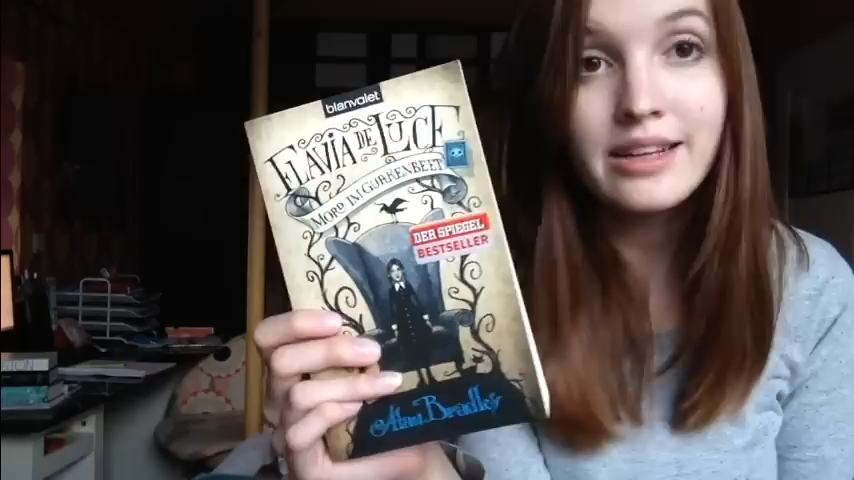 blanvalet
FLAVIA DE LUCE
MORD IM GURKENBEET
DER SPIEGEL
BESTSELLER
Alan Bradley